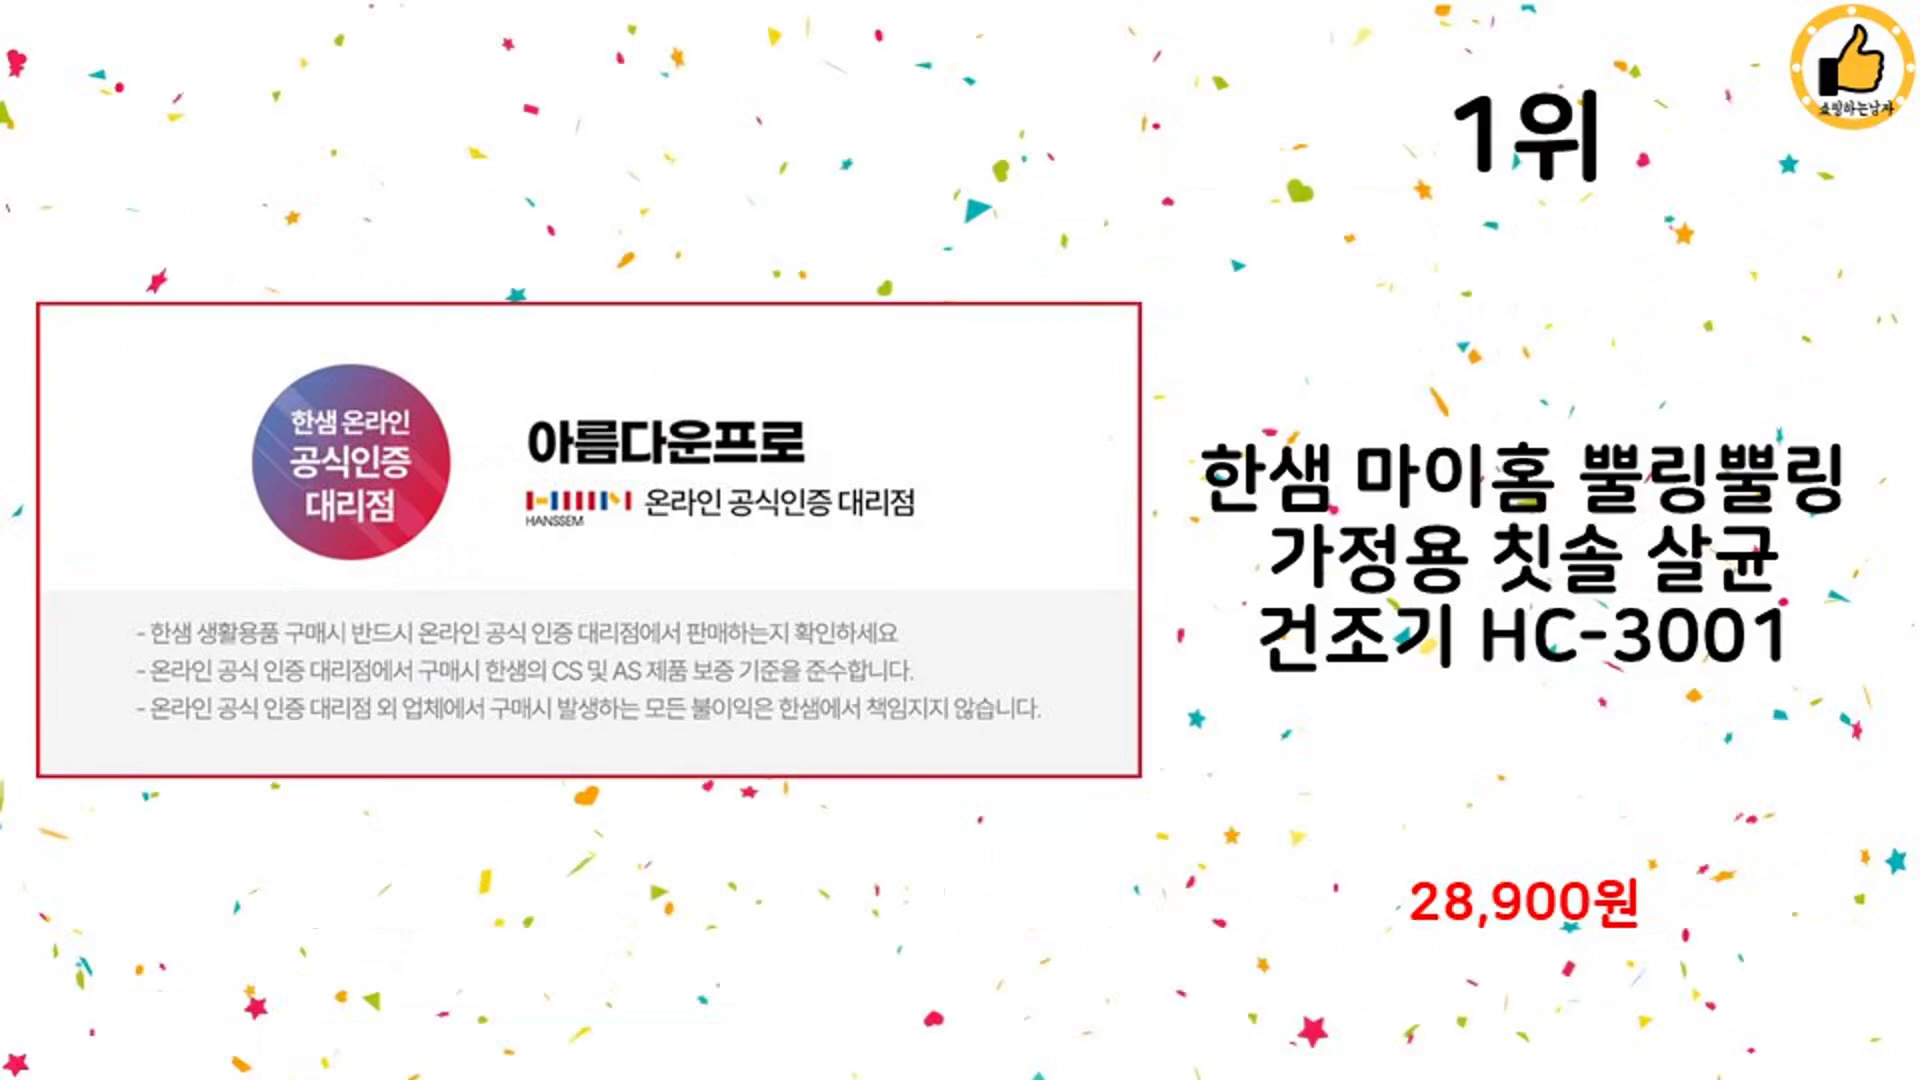 쇼핑하는남자
1위
한샘 온라인
공식인증
대리점
아름다운프로
HANSSEM 온라인 공식인증 대리점
- 한샘 생활용품 구매시 반드시 온라인 공식 인증 대리점에서 판매하는지 확인하세요
- 온라인 공식 인증 대리점에서 구매시 한샘의 CS 및 AS 제품 보증 기준을 준수합니다.
- 온라인 공식 인증 대리점 외 업체에서 구매시 발생하는 모든 불이익은 한샘에서 책임지지 않습니다.
한샘 마이홈 뿔링뿔링
가정용 칫솔 살균
건조기 HC-3001
28,900원